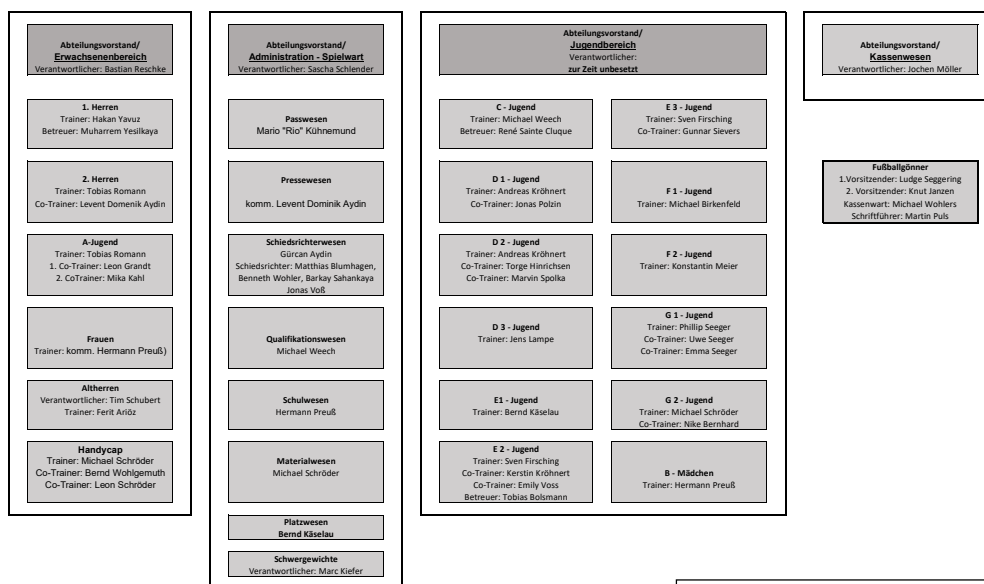 Abteilungsvorstand/
Erwachsenenbereich
Verantwortlicher: Bastian Reschke
1. Herren
Trainer: Hakan Yavuz
Betreuer: Muharrem Yesilkaya
2. Herren
Trainer: Tobias Romann
Co-Trainer: Levent Domenik Aydin
A-Jugend
Trainer: Tobias Romann
1. Co-Trainer: Leon Grandt
2. CoTrainer: Mika Kahl
Frauen
Trainer: komm. Hermann Preuß)
Altherren
Verantwortlicher: Tim Schubert
Trainer: Ferit Ariöz
Handycap
Trainer: Michael Schröder
Co-Trainer: Bernd Wohlgemuth
Co-Trainer: Leon Schröder
Abteilungsvorstand/
Administration - Spielwart
Verantwortlicher: Sascha Schlender
Passwesen
Mario "Rio" Kühnemund
Pressewesen
komm. Levent Dominik Aydin
Schiedsrichterwesen
Gürcan Aydin
Schiedsrichter: Matthias Blumhagen,
Benneth Wohler, Barkay Sahankaya
Jonas Voß
Qualifikationswesen
Michael Weech
Schulwesen
Hermann Preuß
Materialwesen
Michael Schröder
Platzwesen
Bernd Käselau
Schwergewichte
Verantwortlicher: Marc Kiefer
Abteilungsvorstand/
Jugendbereich
Verantwortlicher:
zur Zeit unbesetzt
C - Jugend
Trainer: Michael Weech
Betreuer: René Sainte Cluque
D 1 - Jugend
Trainer: Andreas Kröhnert
Co-Trainer: Jonas Polzin
D 2 - Jugend
Trainer: Andreas Kröhnert
Co-Trainer: Torge Hinrichsen
Co-Trainer: Marvin Spolka
D 3 - Jugend
Trainer: Jens Lampe
E1 - Jugend
Trainer: Bernd Käselau
E 2 - Jugend
Trainer: Sven Firsching
Co-Trainer: Kerstin Kröhnert
Co-Trainer: Emily Voss
Betreuer: Tobias Bolsmann
E 3 - Jugend
Trainer: Sven Firsching
Co-Trainer: Gunnar Sievers
F 1 - Jugend
Trainer: Michael Birkenfeld
F 2 - Jugend
Trainer: Konstantin Meier
G 1 - Jugend
Trainer: Phillip Seeger
Co-Trainer: Uwe Seeger
Co-Trainer: Emma Seeger
G 2 - Jugend
Trainer: Michael Schröder
Co-Trainer: Nike Bernhard
B - Mädchen
Trainer: Hermann Preuß
Abteilungsvorstand/
Kassenwesen
Verantwortlicher: Jochen Möller
Fußballgönner
1.Vorsitzender: Ludge Seggering
2. Vorsitzender: Knut Janzen
Kassenwart: Michael Wohlers
Schriftführer: Martin Puls